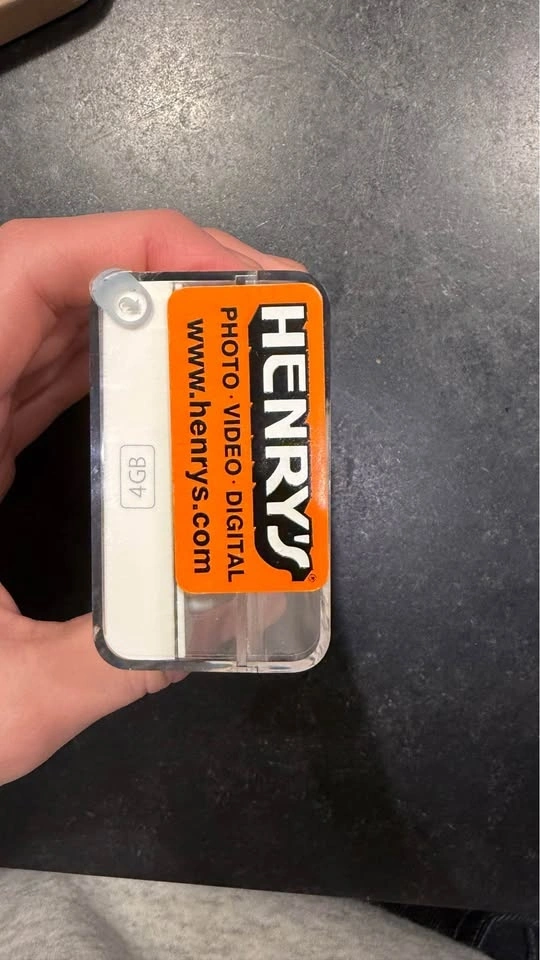 HENRY'S
PHOTO · VIDEO · DIGITAL
www.henrys.com
4GB